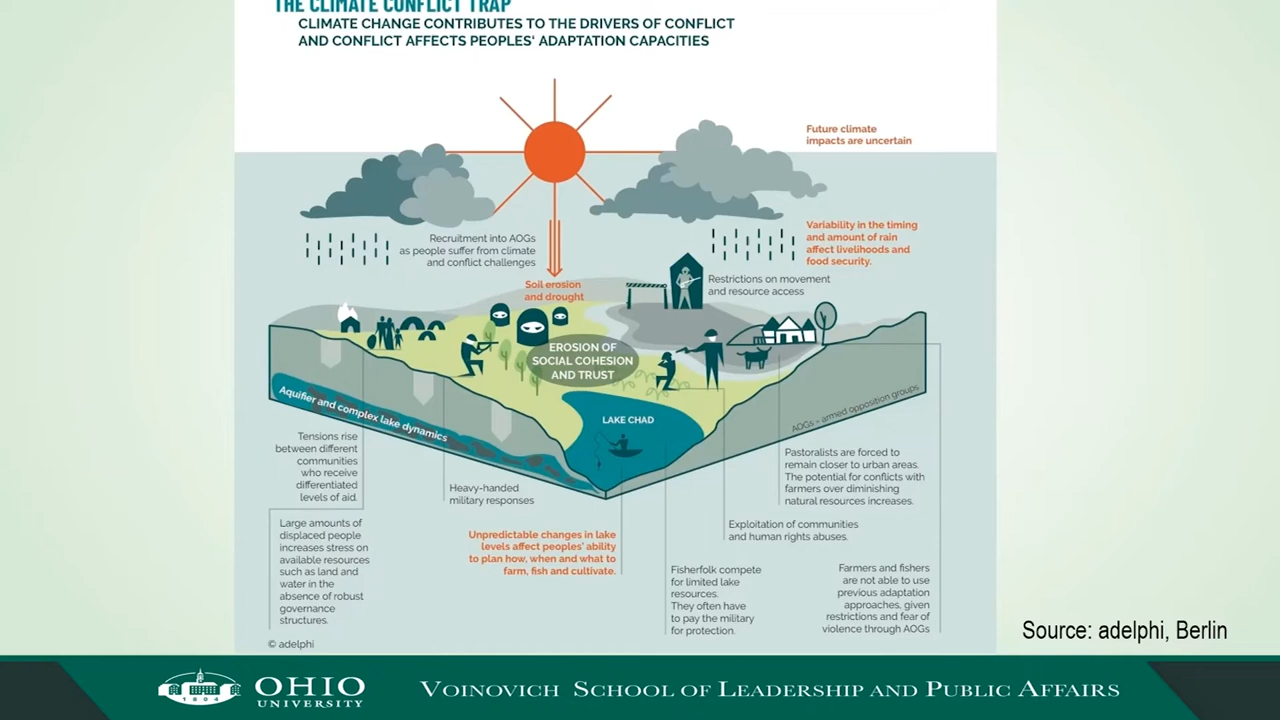 THE CLIMATE CONFLICT TRAP
CLIMATE CHANGE CONTRIBUTES TO THE DRIVERS OF CONFLICT
AND CONFLICT AFFECTS PEOPLES' ADAPTATION CAPACITIES
Future climate
impacts are uncertain
Variability in the timing
and amount of rain
affect livelihoods and
food security.
Recruitment into AOGs
as people suffer from climate
and conflict challenges
Soil erosion
and drought
Restrictions on movement
and resource access
EROSION OF
SOCIAL COHESION
AND TRUST
LAKE CHAD
Aquifier and complex lake dynamics
AOGs = armed opposition groups
Tensions rise
between different
communities
who receive
differentiated
levels of aid.
Heavy-handed
military responses
Pastoralists are forced to
remain closer to urban areas.
The potential for conflicts with
farmers over diminishing
natural resources increases.
Large amounts of
displaced people
increases stress on
available resources
such as land and
water in the
absence of robust
governance
structures.
Unpredictable changes in lake
levels affect peoples' ability
to plan how, when and what to
farm, fish and cultivate.
Exploitation of communities
and human rights abuses.
Fisherfolk compete
for limited lake
resources.
They often have
to pay the military
for protection.
Farmers and fishers
are not able to use
previous adaptation
approaches, given
restrictions and fear of
violence through AOGs
© adelphi
Source: adelphi, Berlin
1804
OHIO
UNIVERSITY
VOINOVICH SCHOOL OF LEADERSHIP AND PUBLIC AFFAIRS